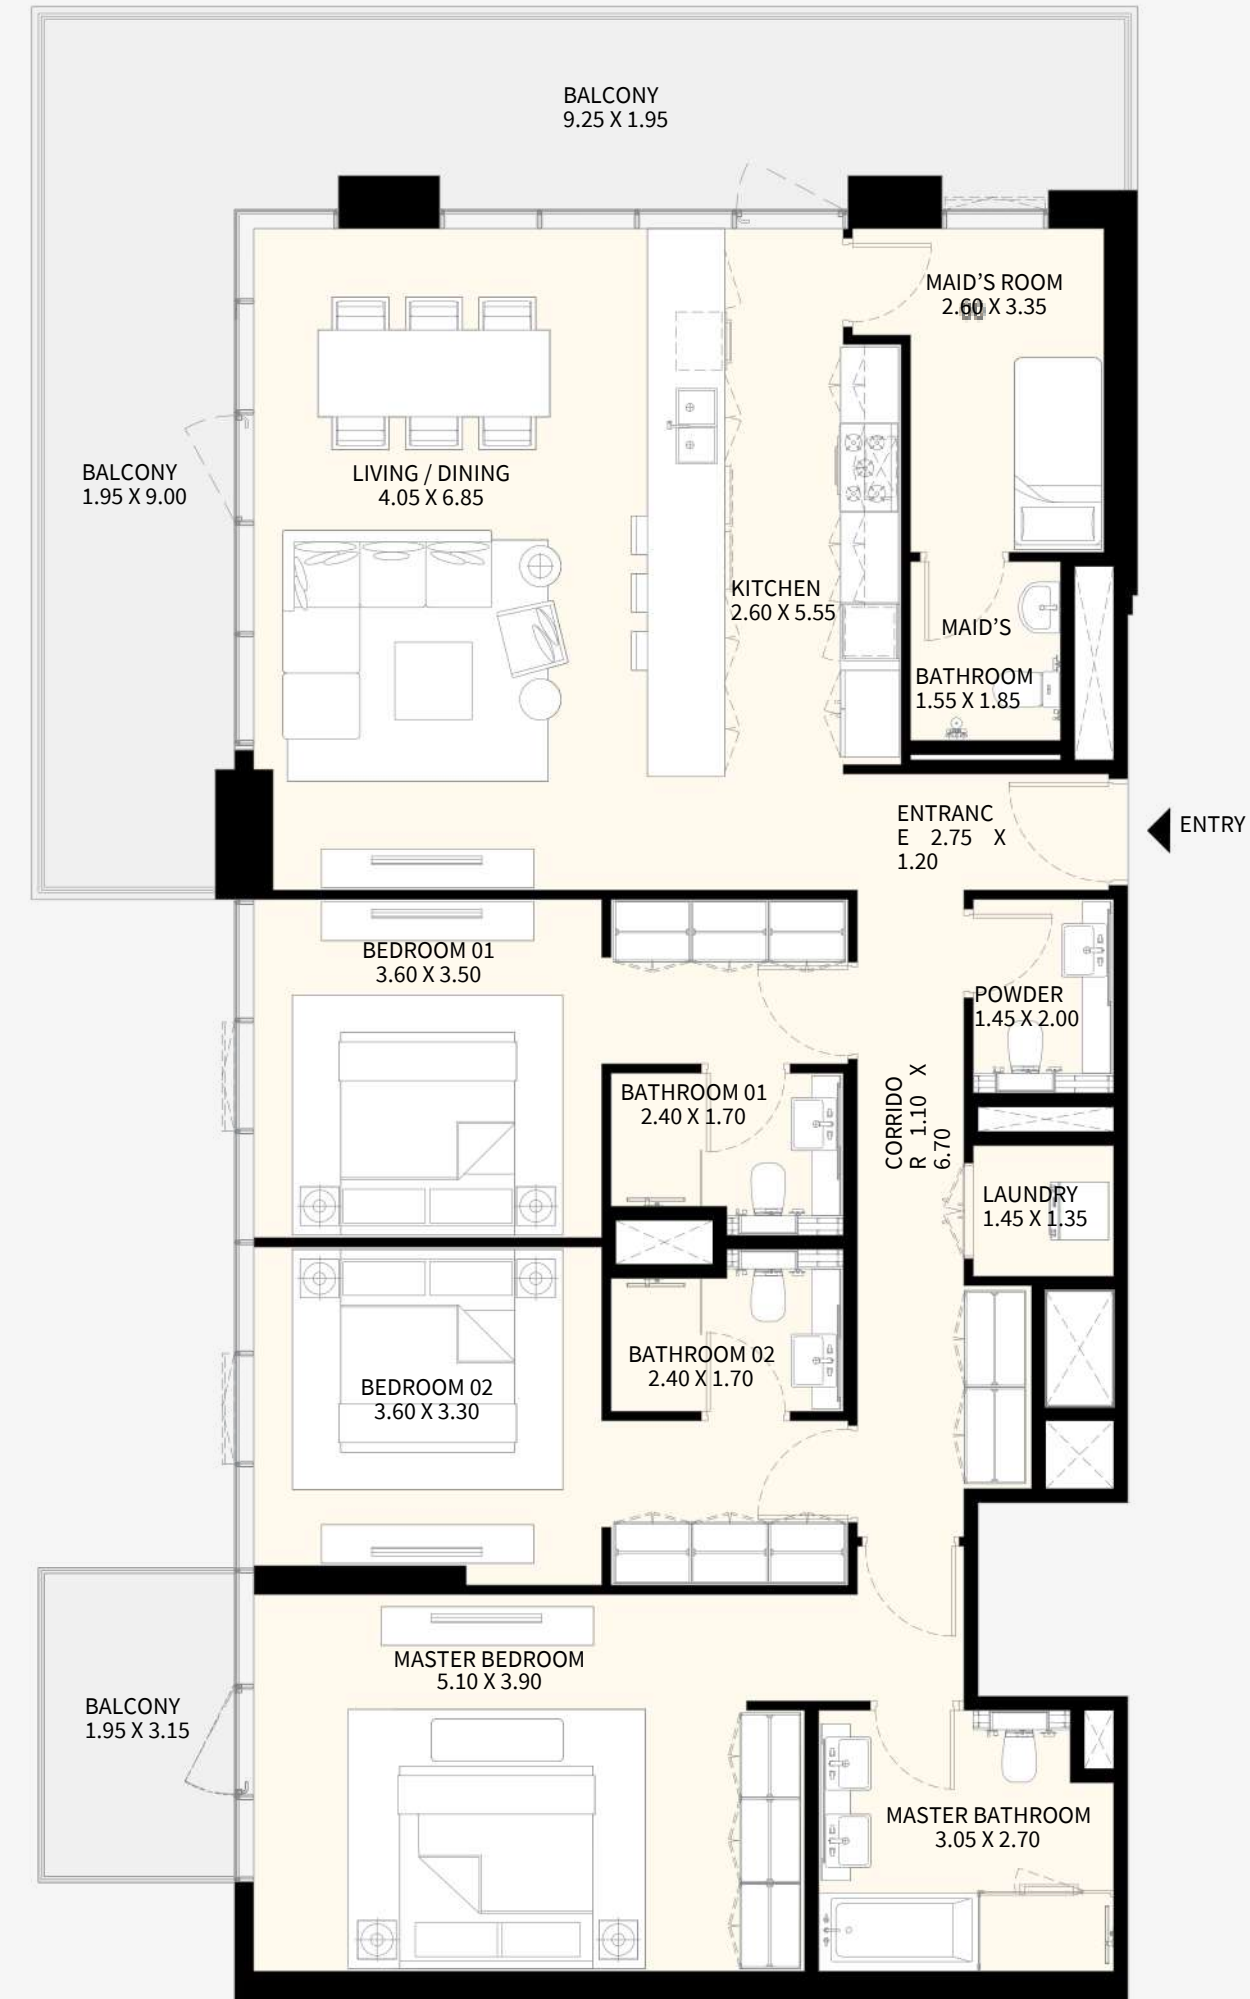 BALCONY
9.25 X 1.95
MAID'S ROOM
2.60 X 3.35
BALCONY
1.95 X 9.00
LIVING / DINING
4.05 X 6.85
KITCHEN
2.60 X 5.55
MAID'S
BATHROOM
1.55 X 1.85
ENTRANC
E 2.75 X
1.20
ENTRY
BEDROOM 01
3.60 X 3.50
POWDER
1.45 X 2.00
BATHROOM 01
2.40 X 1.70
CORRIDO
R 1.10 X
6.70
LAUNDRY
1.45 X 1.35
BATHROOM 02
2.40 X 1.70
BEDROOM 02
3.60 X 3.30
MASTER BEDROOM
5.10 X 3.90
BALCONY
1.95 X 3.15
MASTER BATHROOM
3.05 X 2.70